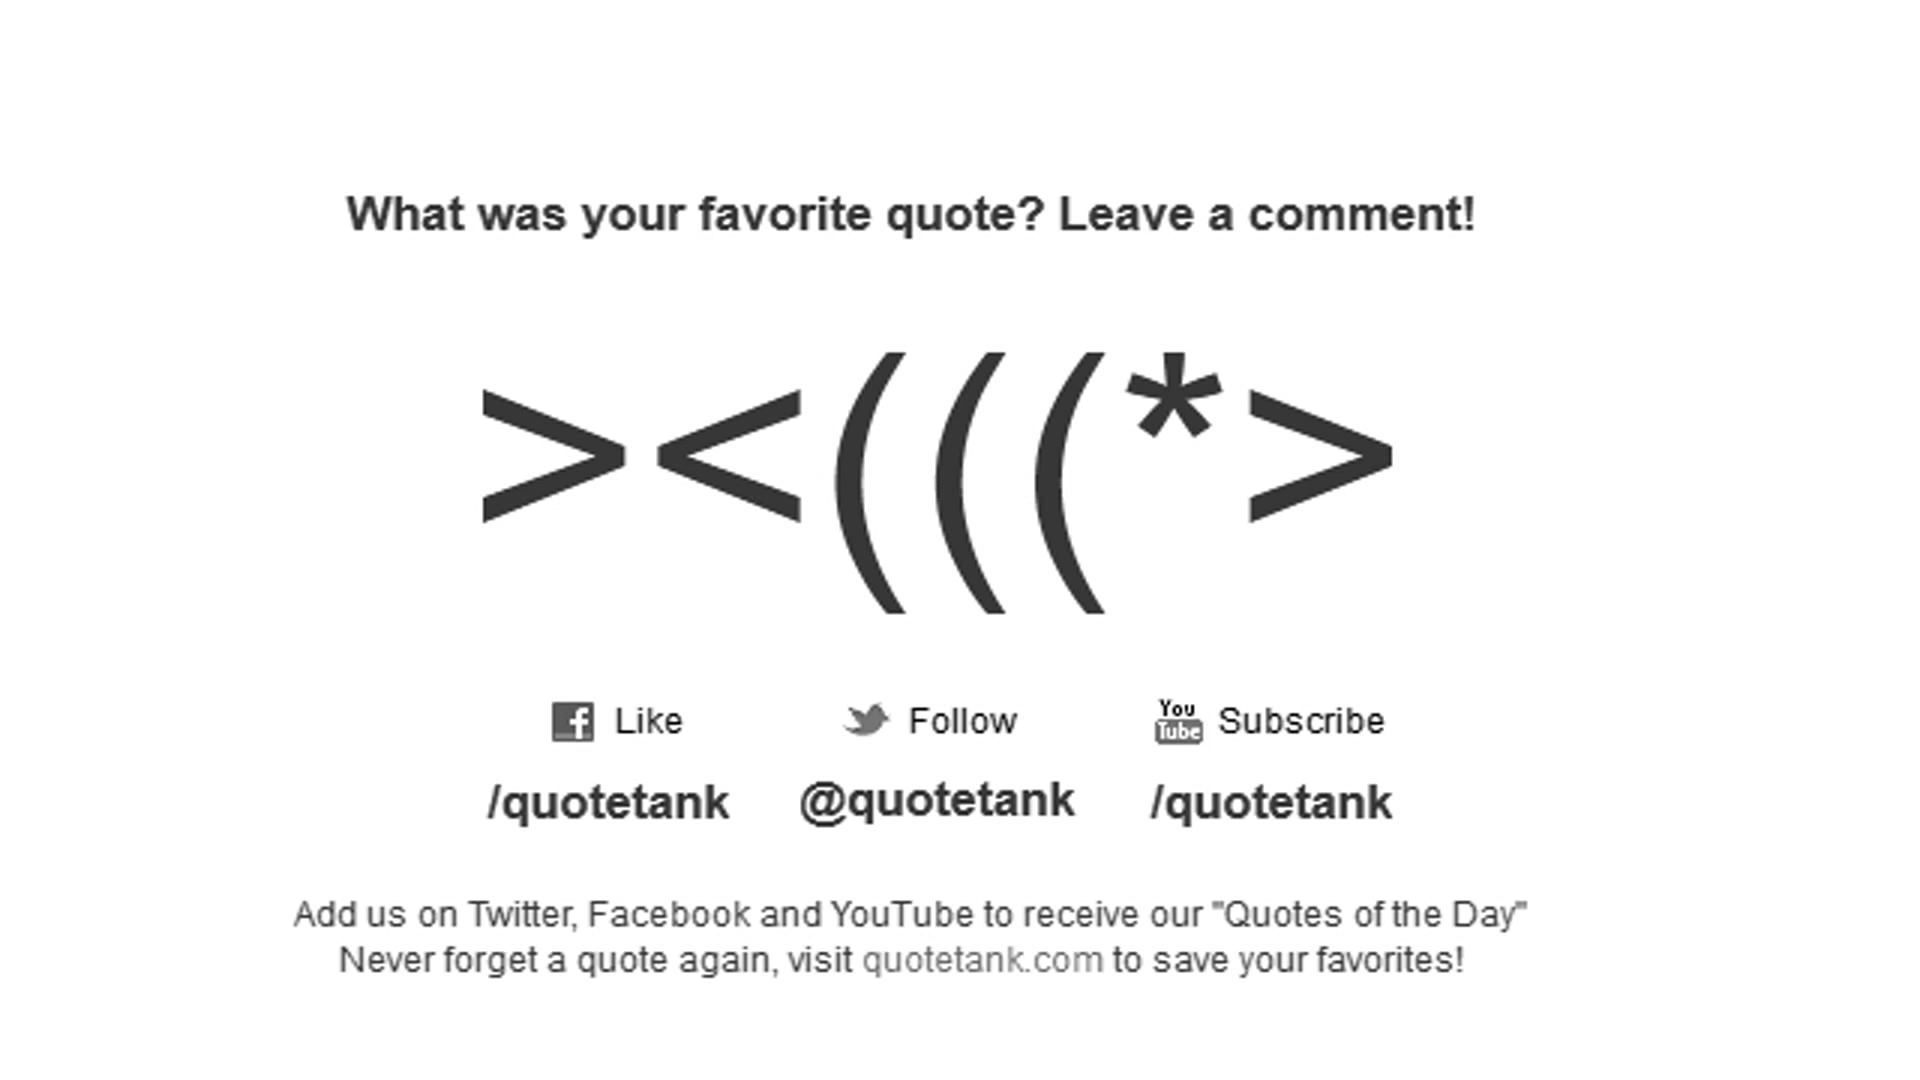 What was your favorite quote? Leave a comment!
><(((*>
f Like
Follow
You Tube Subscribe
/quotetank
@quotetank
/quotetank
Add us on Twitter, Facebook and YouTube to receive our "Quotes of the Day"
Never forget a quote again, visit quotetank.com to save your favorites!